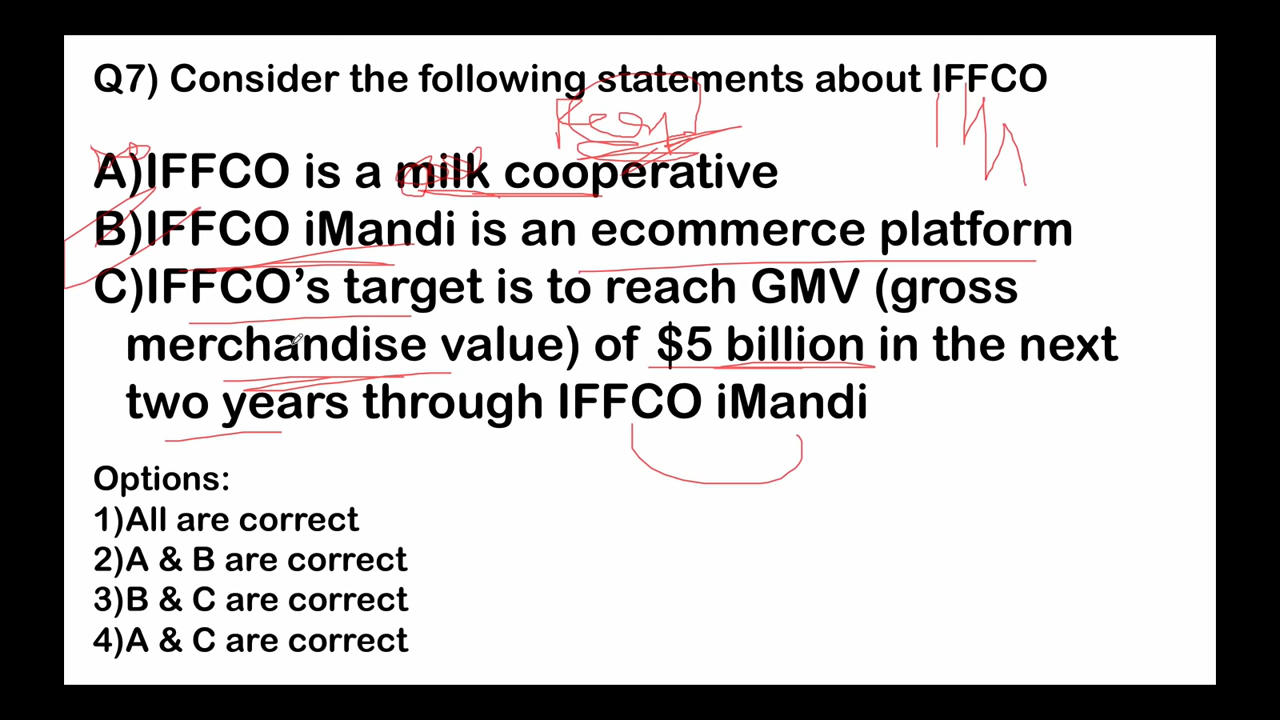 Q7) Consider the following statements about IFFCO
A)IFFCO is a milk cooperative
B)IFFCO iMandi is an ecommerce platform
C)IFFCO's target is to reach GMV (gross
merchandise value) of $5 billion in the next
two years through IFFCO iMandi
Options:
1)All are correct
2)A & B are correct
3)B & C are correct
4)A & C are correct